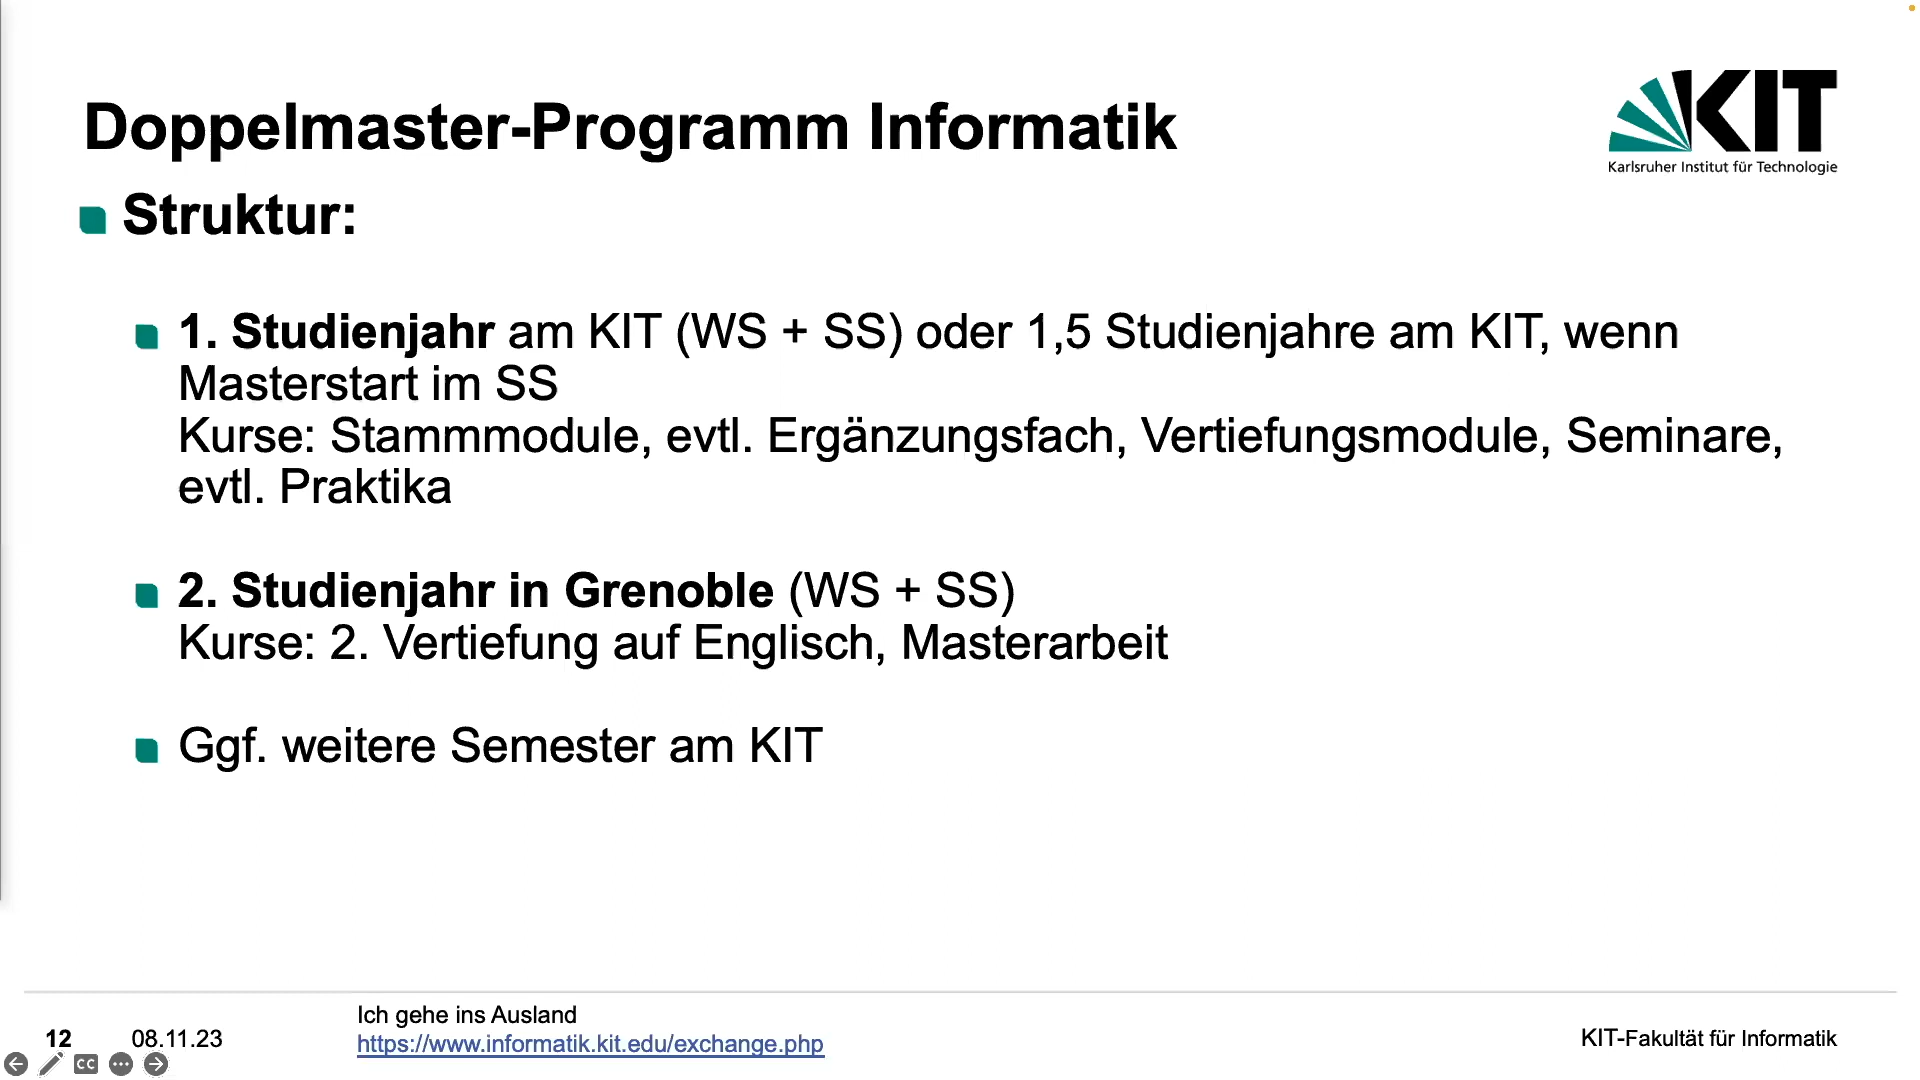 Doppelmaster-Programm Informatik
KIT
Karlsruher Institut für Technologie
Struktur:
1. Studienjahr am KIT (WS + SS) oder 1,5 Studienjahre am KIT, wenn
Masterstart im SS
Kurse: Stammmodule, evtl. Ergänzungsfach, Vertiefungsmodule, Seminare,
evtl. Praktika
2. Studienjahr in Grenoble (WS + SS)
Kurse: 2. Vertiefung auf Englisch, Masterarbeit
Ggf. weitere Semester am KIT
12
08.11.23
Ich gehe ins Ausland
https://www.informatik.kit.edu/exchange.php
KIT-Fakultät für Informatik
CC